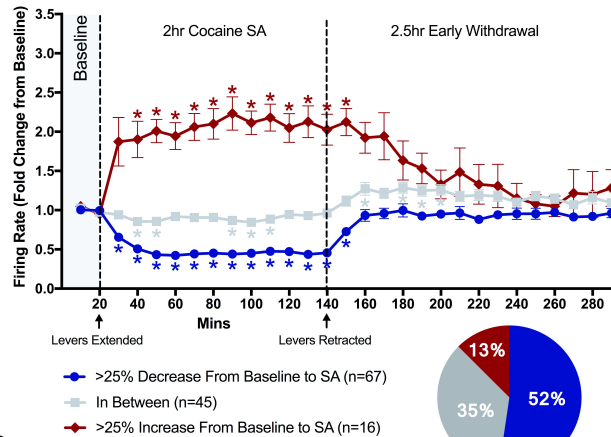 Firing Rate (Fold Change from Baseline)
3.5
3.0
2.5
2.0
1.5
1.0
0.5
0.0
Baseline
2hr Cocaine SA
2.5hr Early Withdrawal
* * * * * * * * * * * *
* * * * *
* * * *
* * * * * * * * * * * * *
20 40 60 80 100 120 140 160 180 200 220 240 260 280
Mins
Levers Extended
Levers Retracted
>25% Decrease From Baseline to SA (n=67)
In Between (n=45)
>25% Increase From Baseline to SA (n=16)
13%
35%
52%